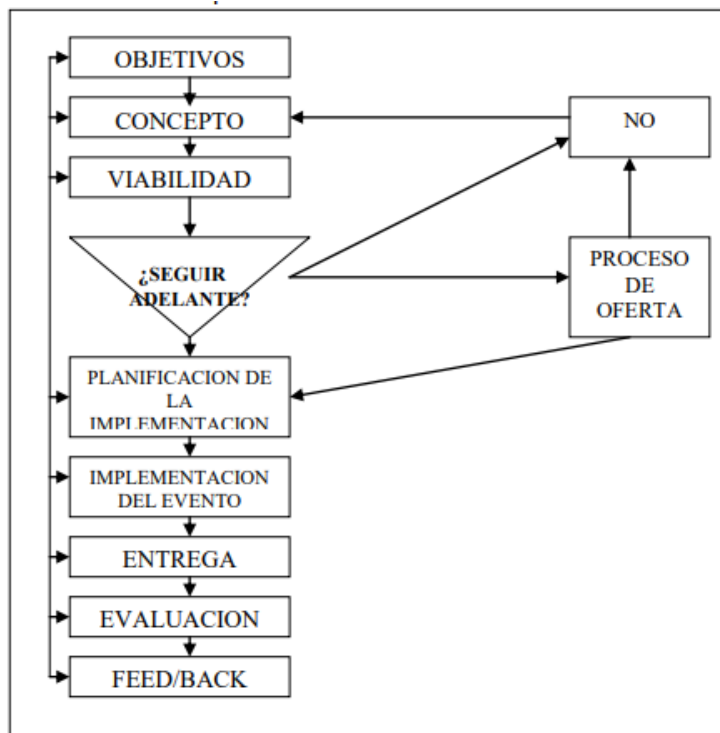 OBJETIVOS
CONCEPTO
NO
VIABILIDAD
¿SEGUIR
ADELANTE?
PROCESO
DE
OFERTA
PLANIFICACION DE
LA
IMPLEMENTACION
IMPLEMENTACION
DEL EVENTO
ENTREGA
EVALUACION
FEED/BACK